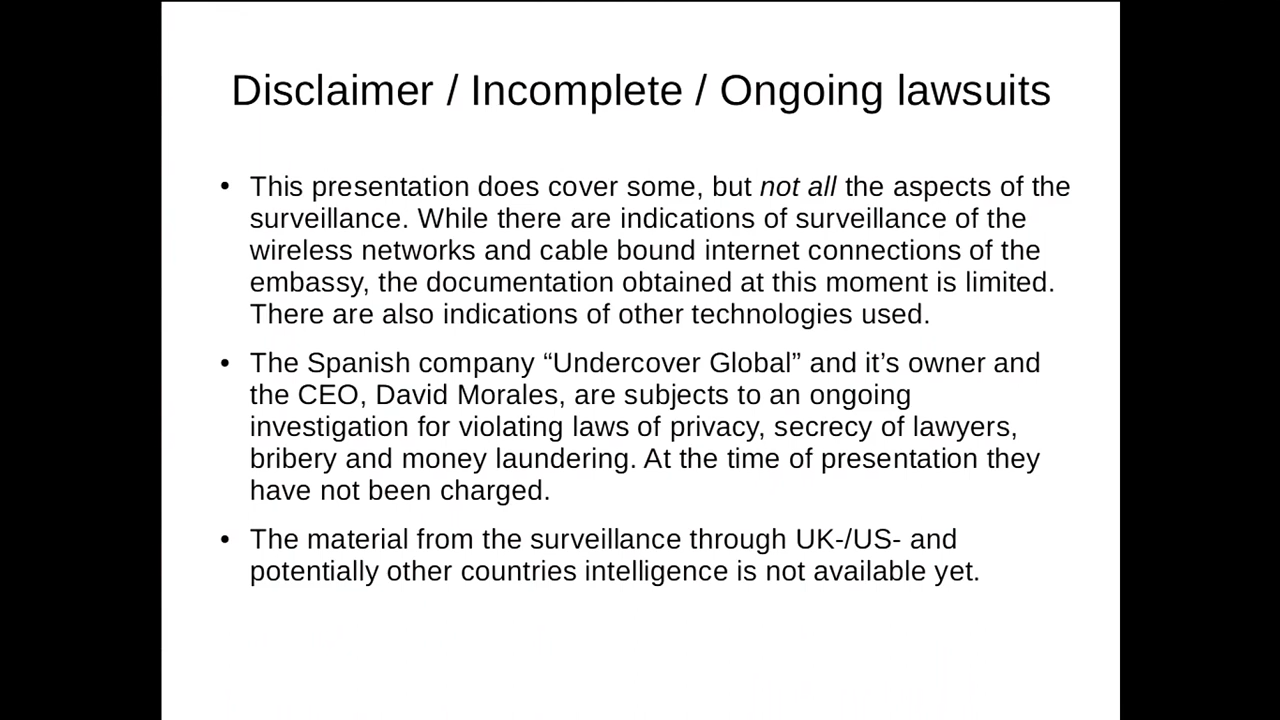 Disclaimer / Incomplete / Ongoing lawsuits
• This presentation does cover some, but not all the aspects of the
surveillance. While there are indications of surveillance of the
wireless networks and cable bound internet connections of the
embassy, the documentation obtained at this moment is limited.
There are also indications of other technologies used.
• The Spanish company “Undercover Global” and it’s owner and
the CEO, David Morales, are subjects to an ongoing
investigation for violating laws of privacy, secrecy of lawyers,
bribery and money laundering. At the time of presentation they
have not been charged.
• The material from the surveillance through UK-/US- and
potentially other countries intelligence is not available yet.